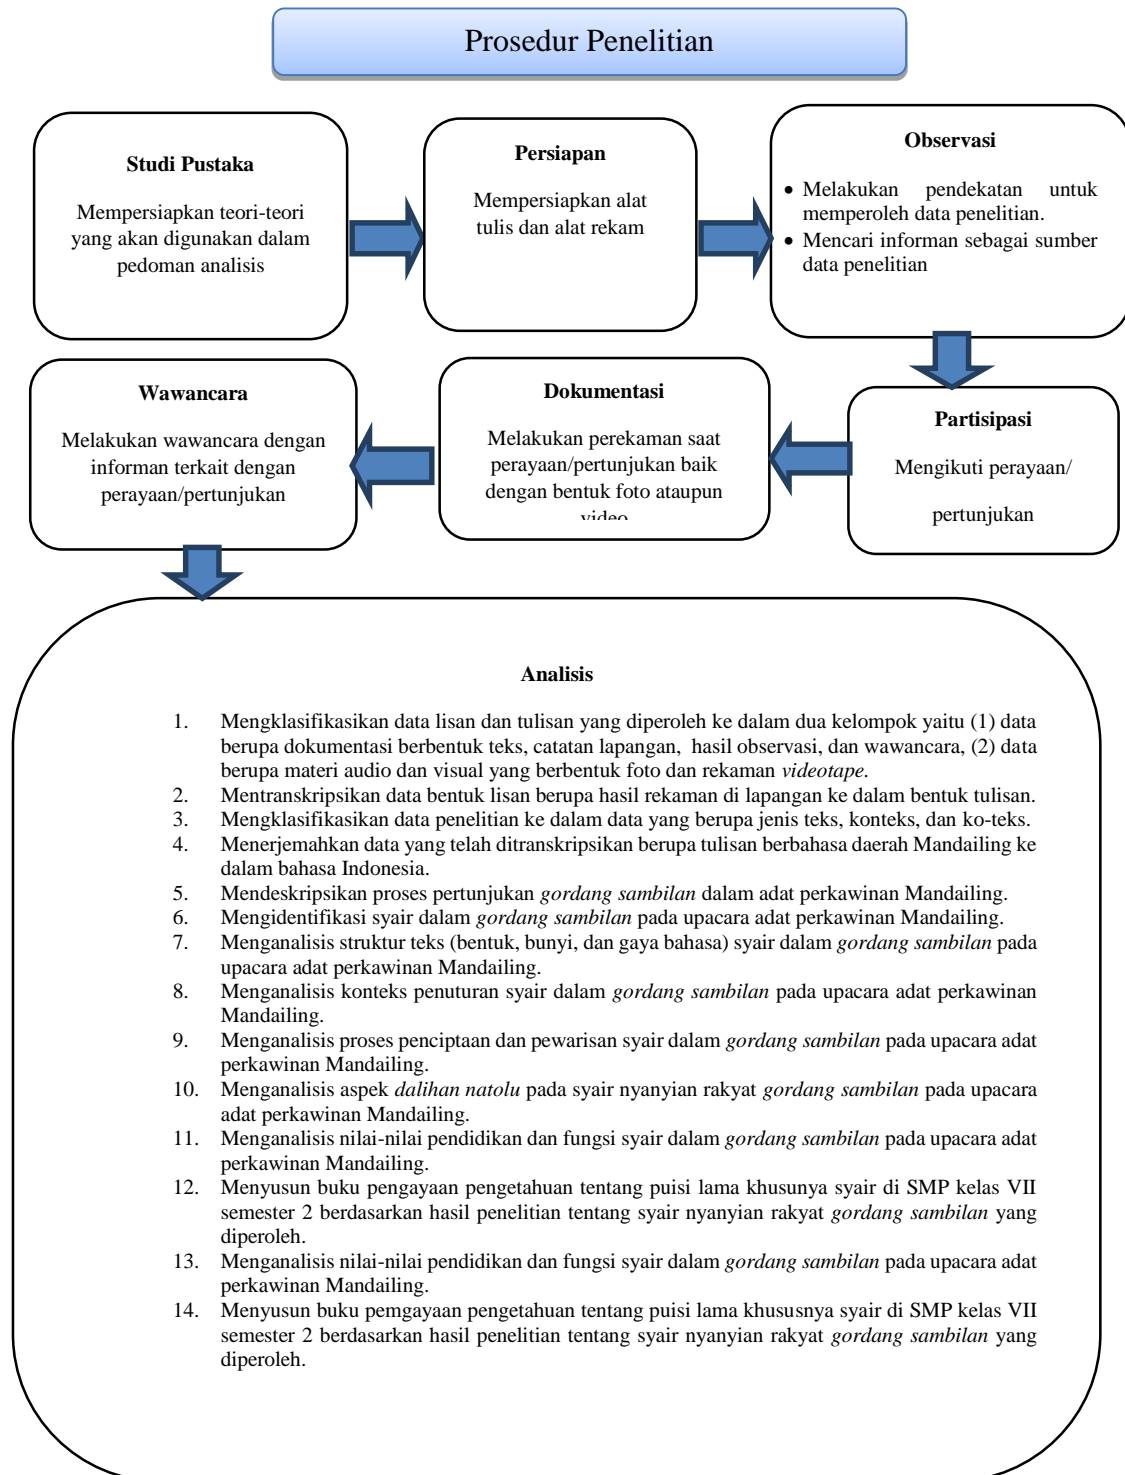 Prosedur Penelitian
Studi Pustaka
Mempersiapkan teori-teori
yang akan digunakan dalam
pedoman analisis
Persiapan
Mempersiapkan alat
tulis dan alat rekam
Observasi
• Melakukan pendekatan untuk
memperoleh data penelitian.
• Mencari informan sebagai sumber
data penelitian
Partisipasi
Mengikuti perayaan/
pertunjukan
Dokumentasi
Melakukan perekaman saat
perayaan/pertunjukan baik
dengan bentuk foto ataupun
video
Wawancara
Melakukan wawancara dengan
informan terkait dengan
perayaan/pertunjukan
Analisis
1. Mengklasifikasikan data lisan dan tulisan yang diperoleh ke dalam dua kelompok yaitu (1) data
berupa dokumentasi berbentuk teks, catatan lapangan, hasil observasi, dan wawancara, (2) data
berupa materi audio dan visual yang berbentuk foto dan rekaman videotape.
2. Mentranskripsikan data bentuk lisan berupa hasil rekaman di lapangan ke dalam bentuk tulisan.
3. Mengklasifikasikan data penelitian ke dalam data yang berupa jenis teks, konteks, dan ko-teks.
4. Menerjemahkan data yang telah ditranskripsikan berupa tulisan berbahasa daerah Mandailing ke
dalam bahasa Indonesia.
5. Mendeskripsikan proses pertunjukan gordang sambilan dalam adat perkawinan Mandailing.
6. Mengidentifikasi syair dalam gordang sambilan pada upacara adat perkawinan Mandailing.
7. Menganalisis struktur teks (bentuk, bunyi, dan gaya bahasa) syair dalam gordang sambilan pada
upacara adat perkawinan Mandailing.
8. Menganalisis konteks penuturan syair dalam gordang sambilan pada upacara adat perkawinan
Mandailing.
9. Menganalisis proses penciptaan dan pewarisan syair dalam gordang sambilan pada upacara adat
perkawinan Mandailing.
10. Menganalisis aspek dalihan natolu pada syair nyanyian rakyat gordang sambilan pada upacara
adat perkawinan Mandailing.
11. Menganalisis nilai-nilai pendidikan dan fungsi syair dalam gordang sambilan pada upacara adat
perkawinan Mandailing.
12. Menyusun buku pengayaan pengetahuan tentang puisi lama khusunya syair di SMP kelas VII
semester 2 berdasarkan hasil penelitian tentang syair nyanyian rakyat gordang sambilan yang
diperoleh.
13. Menganalisis nilai-nilai pendidikan dan fungsi syair dalam gordang sambilan pada upacara adat
perkawinan Mandailing.
14. Menyusun buku pemgayaan pengetahuan tentang puisi lama khususnya syair di SMP kelas VII
semester 2 berdasarkan hasil penelitian tentang syair nyanyian rakyat gordang sambilan yang
diperoleh.